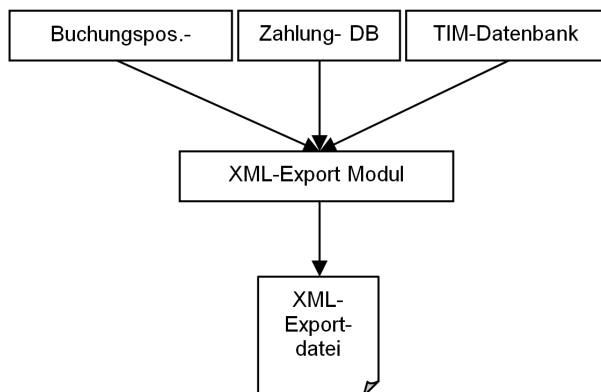 Buchungspos.-
Zahlung- DB
TIM-Datenbank
XML-Export Modul
XML-
Export-
datei